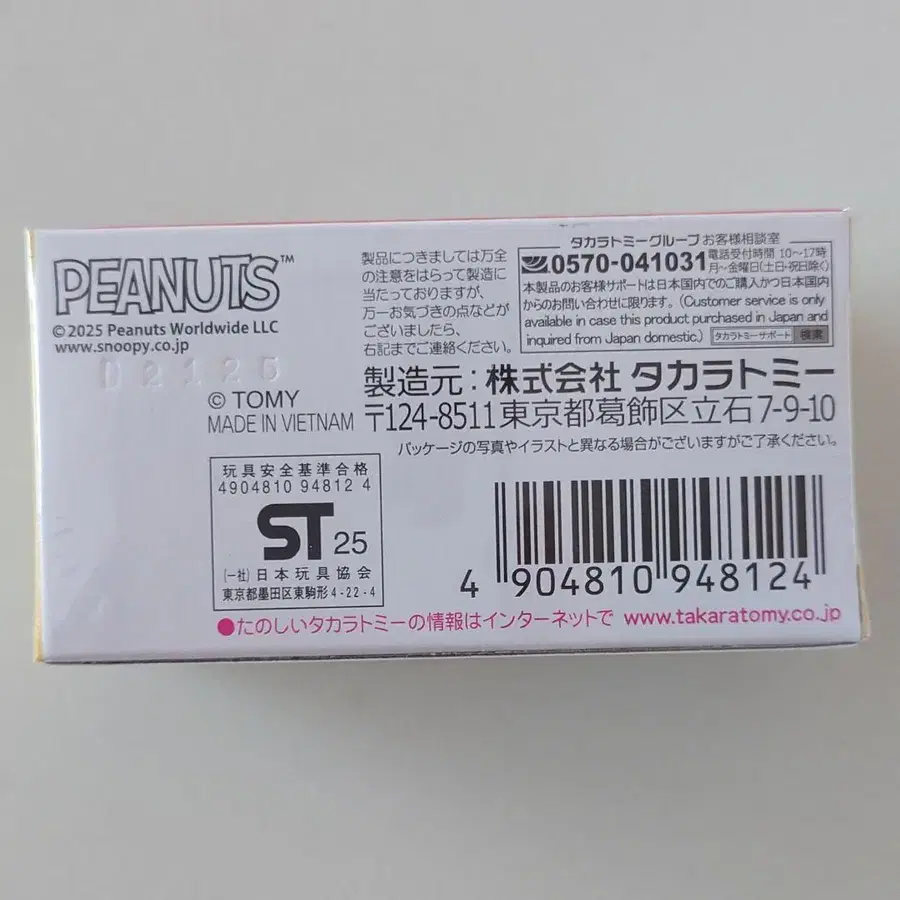 PEANUTS™
© 2025 Peanuts Worldwide LLC
www.snoopy.co.jp
© TOMY
MADE IN VIETNAM
製品につきましては万全
の注意をはらって製造に
当たっておりますが、
万一お気づきの点などが
ございましたら、
右記までご連絡ください。
タカラトミーグループお客様相談室
0570-041031
電話受付時間 10〜17時
月〜金曜日(土日・祝日除く)
本製品のお客様サポートは日本国内でのご購入かつ日本国内
からのお問い合わせに限ります。(Customer service is only
available in case this product purchased in Japan and
inquired from Japan domestic.) タカラトミーサポート 検索
製造元:株式会社 タカラトミー
〒124-8511東京都葛飾区立石7-9-10
パッケージの写真やイラストと異なる場合がございますがご了承ください。
玩具安全基準合格
4904810 94812 4
ST 25
(一社)日本玩具協会
東京都墨田区東駒形4-22-4
4 904810 948124
●たのしいタカラトミーの情報はインターネットで www.takaratomy.co.jp